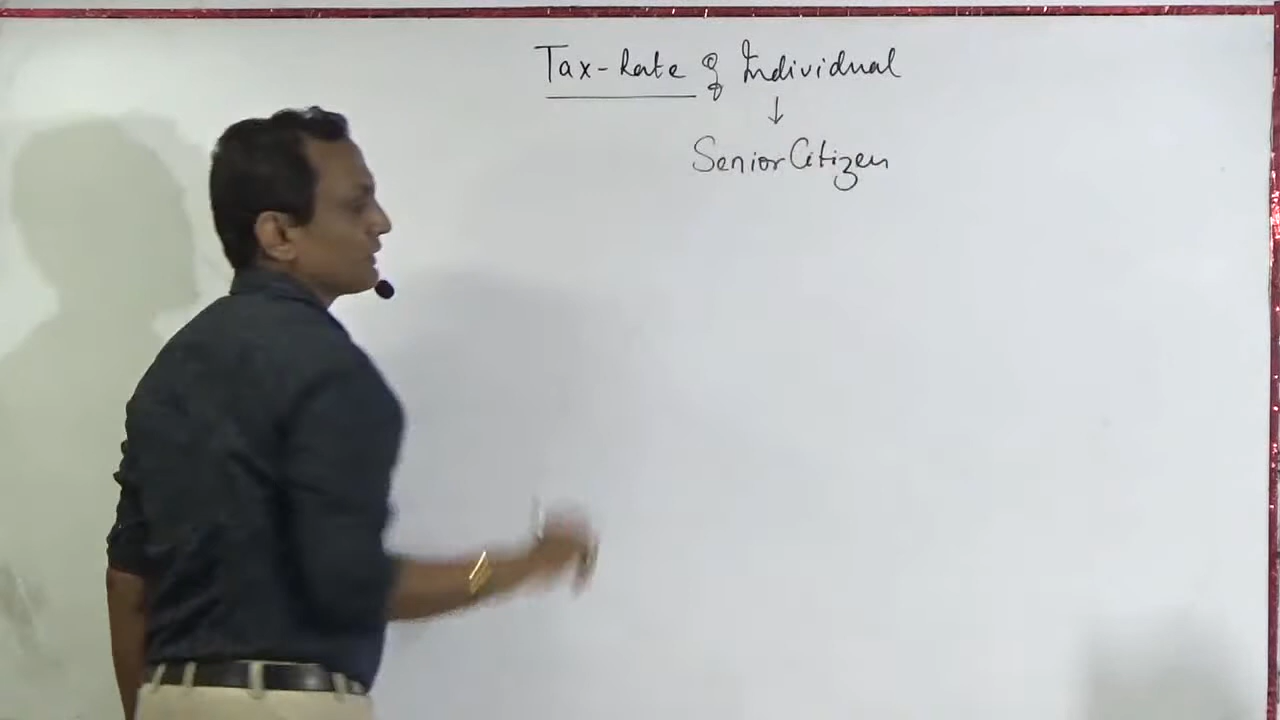 Tax-Rate of Individual
↓
Senior Citizen